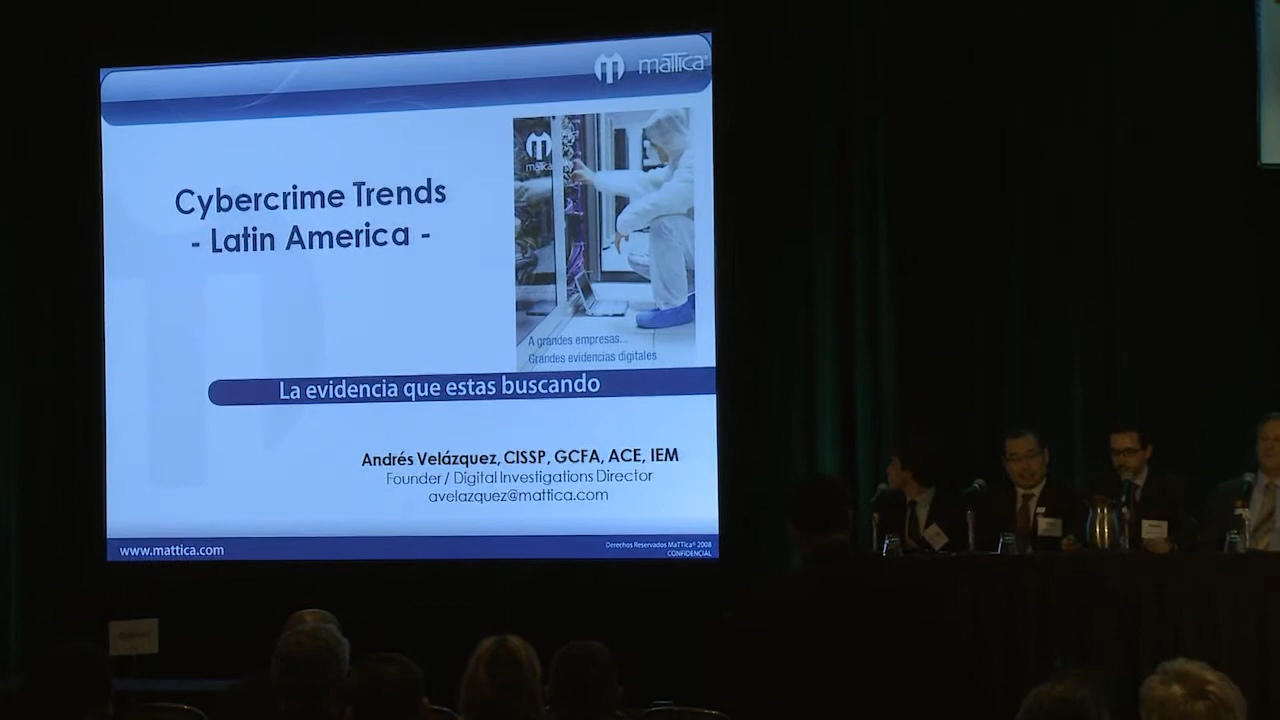 maTTica
Cybercrime Trends
- Latin America -
maTTica
A grandes empresas...
Grandes evidencias digitales
La evidencia que estas buscando
Andrés Velázquez, CISSP, GCFA, ACE, IEM
Founder / Digital Investigations Director
avelazquez@mattica.com
www.mattica.com
Derechos Reservados MaTTica® 2008
CONFIDENCIAL